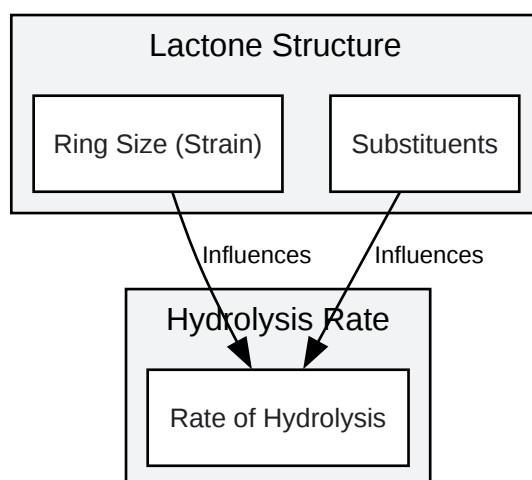 Lactone Structure
Ring Size (Strain)
Substituents
Influences
Influences
Hydrolysis Rate
Rate of Hydrolysis